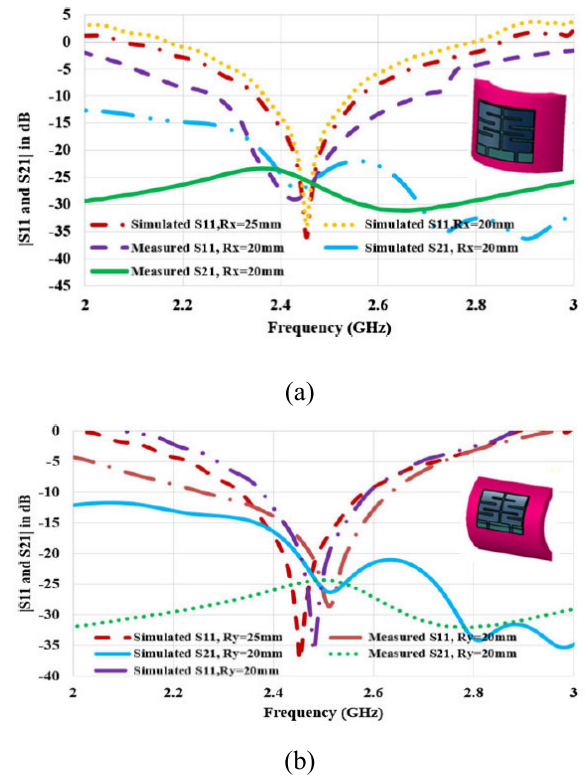 5
0
-5
-10
-15
-20
-25
-30
-35
-40
-45
|S11 and S21| in dB
Simulated S11,Rx=25mm
Simulated S11,Rx=20mm
Measured S11, Rx=20mm
Simulated S21, Rx=20mm
Measured S21, Rx=20mm
2 2.2 2.4 2.6 2.8 3
Frequency (GHz)
(a)
0
-5
-10
-15
-20
-25
-30
-35
-40
|S11 and S21| in dB
Simulated S11, Ry=25mm
Measured S11, Ry=20mm
Simulated S21, Ry=20mm
Measured S21, Ry=20mm
Simulated S11,Ry=20mm
2 2.2 2.4 2.6 2.8 3
Frequency (GHz)
(b)